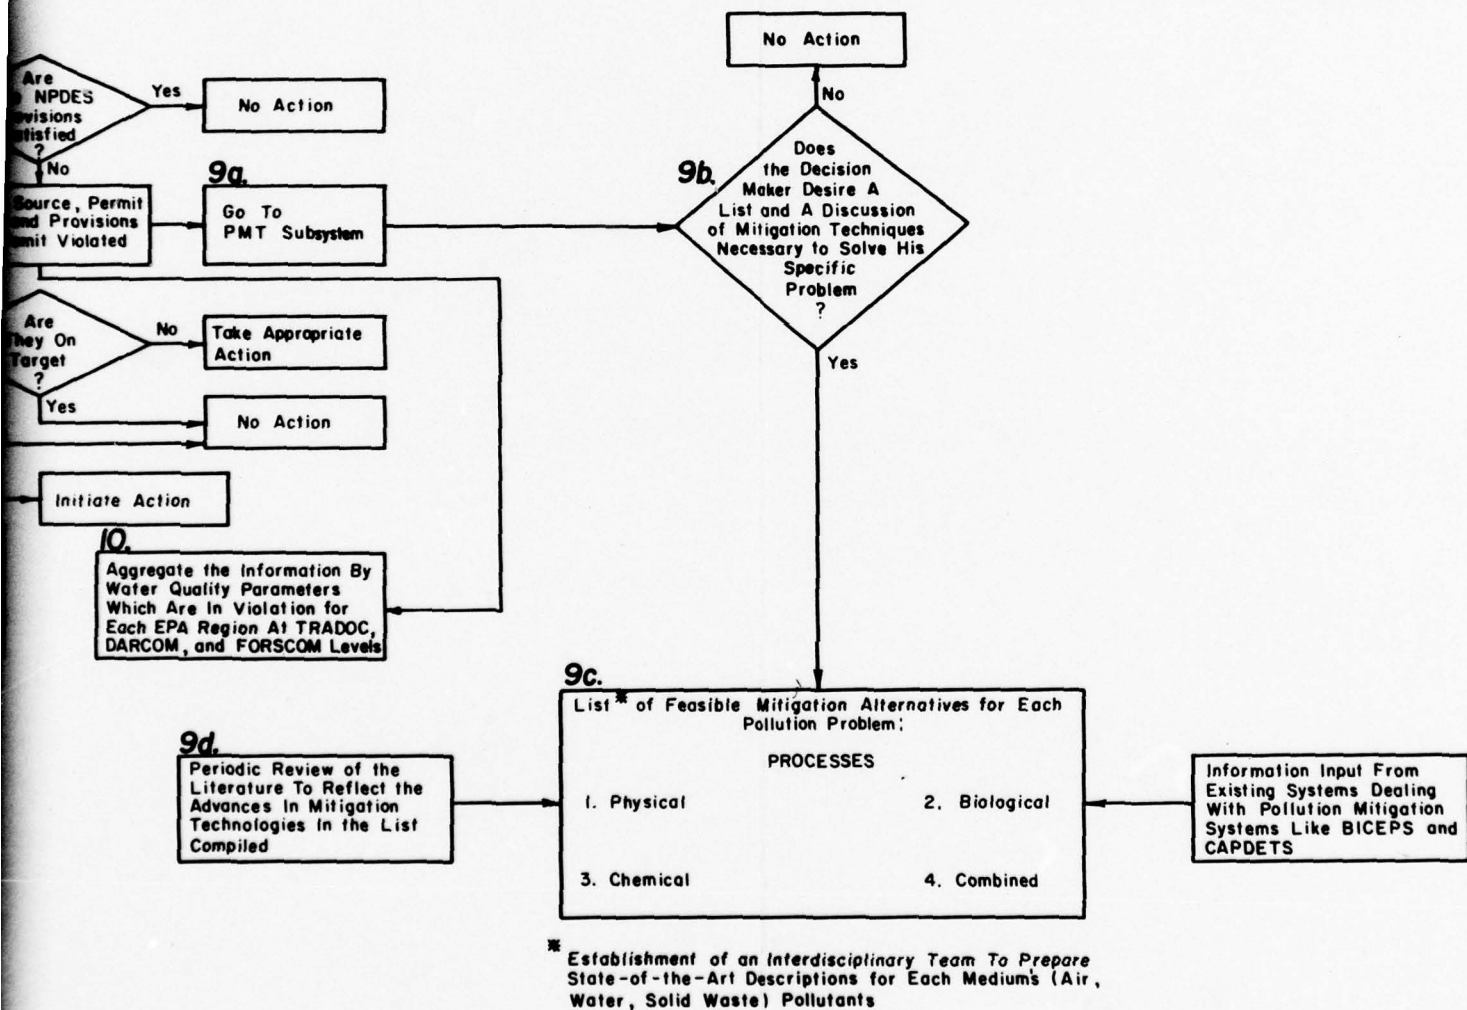 No Action
No
Are
NPDES
?
Yes
No Action
No
9a.
Source, Permit
and Provisions
Violated
Go To
PMT Subsystem
9b.
Does
the Decision
Maker Desire A
List and A Discussion
of Mitigation Techniques
Necessary to Solve His
Specific
Problem
?
Yes
Are
They On
Target
?
No
Take Appropriate
Action
Yes
No Action
Initiate Action
10.
Aggregate the Information By
Water Quality Parameters
Which Are In Violation for
Each EPA Region At TRADOC,
DARCOM, and FORSCOM Levels
9c.
List * of Feasible Mitigation Alternatives for Each
Pollution Problem:
PROCESSES
1. Physical
2. Biological
3. Chemical
4. Combined
9d.
Periodic Review of the
Literature To Reflect the
Advances In Mitigation
Technologies In the List
Compiled
Information Input From
Existing Systems Dealing
With Pollution Mitigation
Systems Like BICEPS and
CAPDETS
* Establishment of an Interdisciplinary Team To Prepare
State-of-the-Art Descriptions for Each Medium's (Air,
Water, Solid Waste) Pollutants